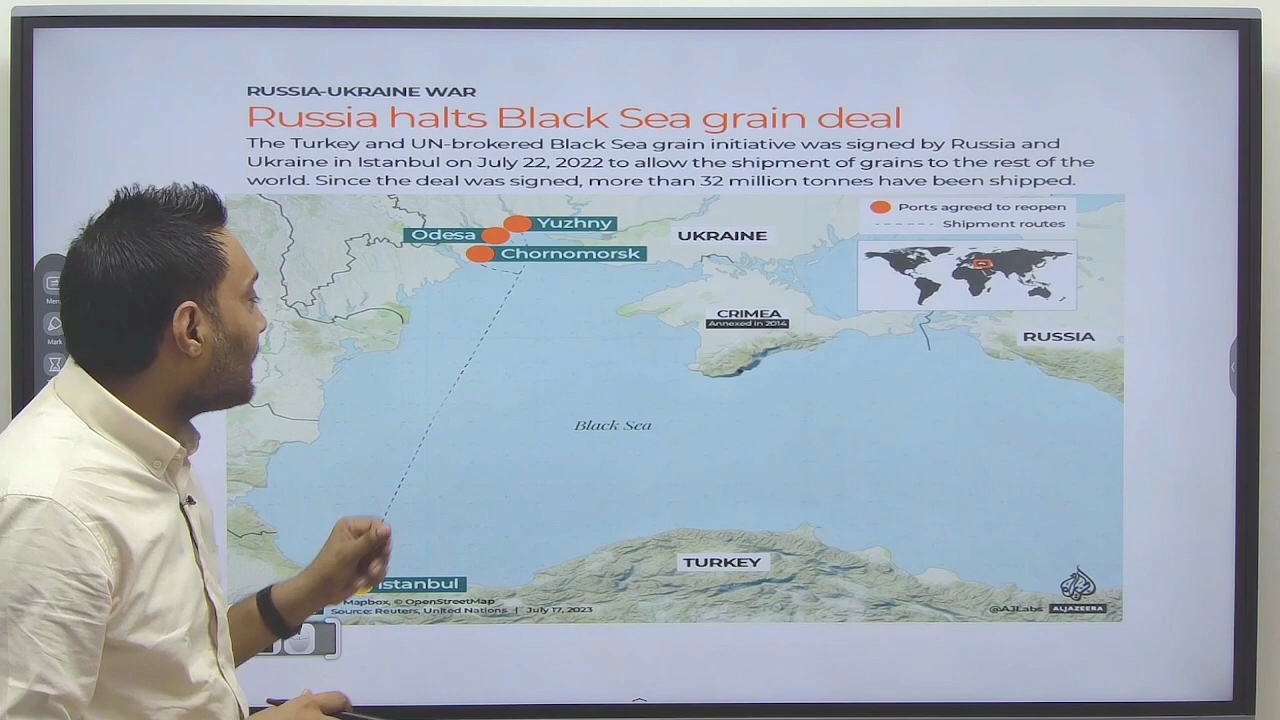 RUSSIA-UKRAINE WAR
Russia halts Black Sea grain deal
The Turkey and UN-brokered Black Sea grain initiative was signed by Russia and
Ukraine in Istanbul on July 22, 2022 to allow the shipment of grains to the rest of the
world. Since the deal was signed, more than 32 million tonnes have been shipped.
Ports agreed to reopen
Shipment routes
Yuzhny
Odesa
Chornomorsk
UKRAINE
CRIMEA
Annexed in 2014
RUSSIA
Black Sea
TURKEY
Istanbul
Mapbox, © OpenStreetMap
Source: Reuters, United Nations | July 17, 2023
@AJLabs
ALJAZEERA
Mark